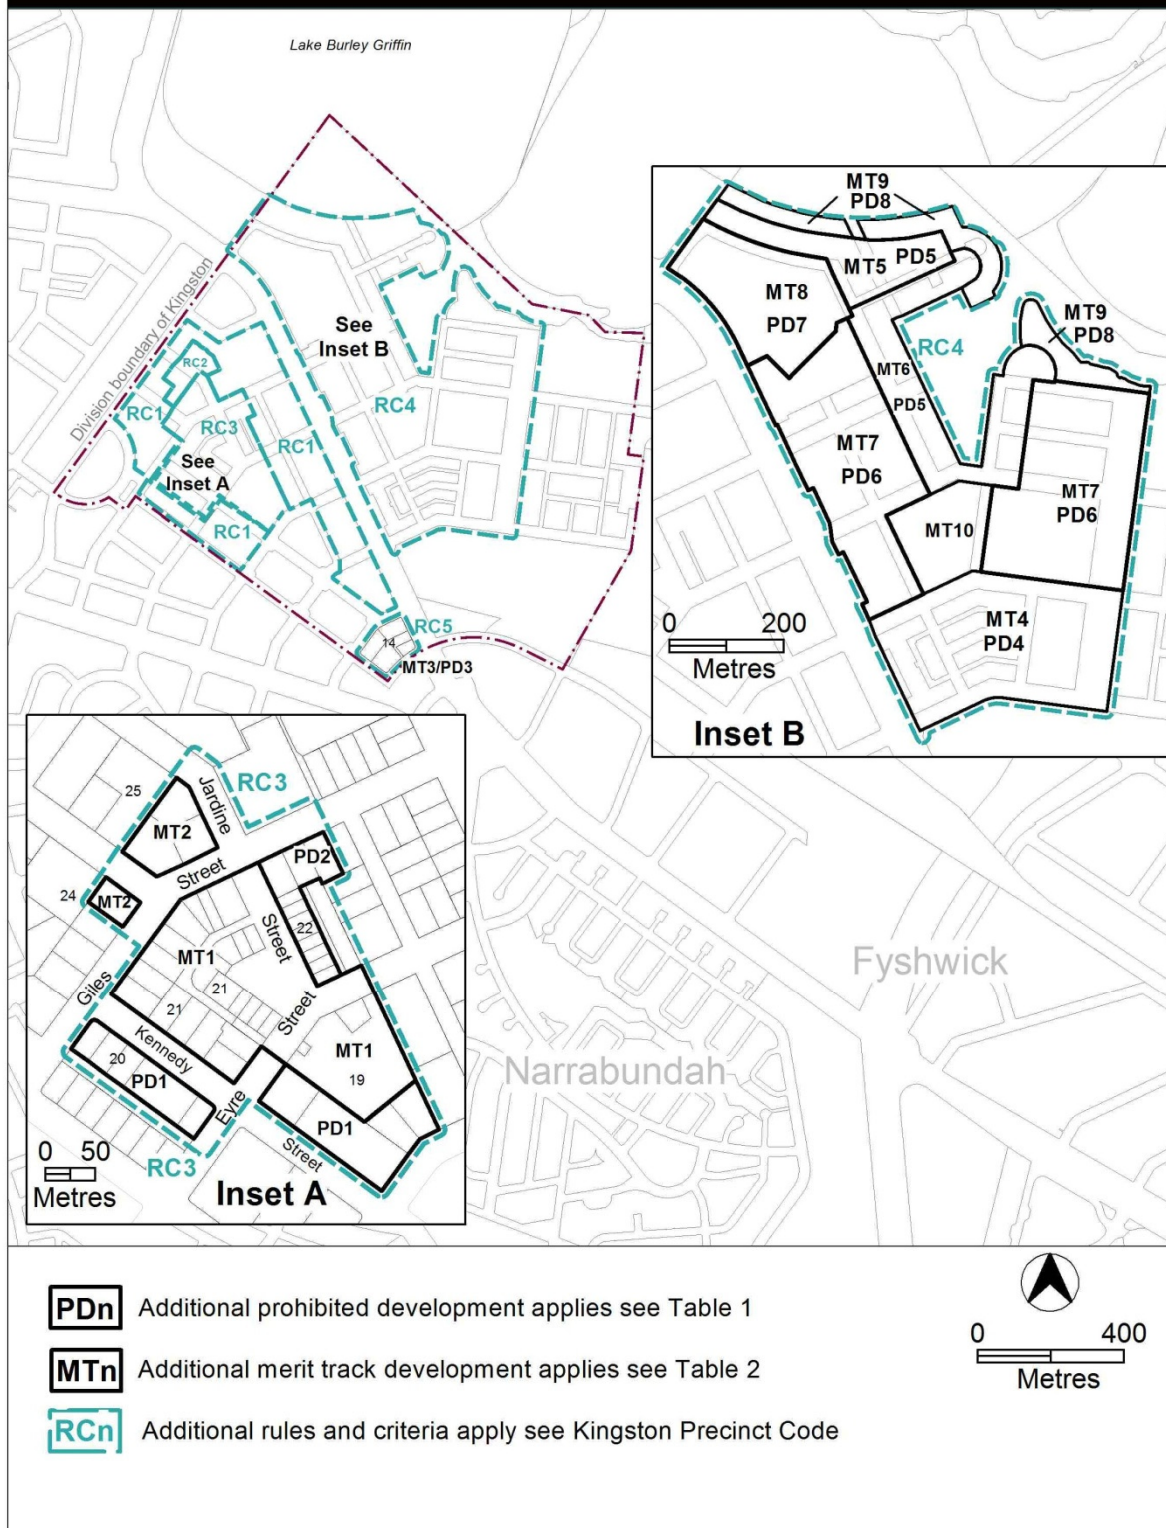 Lake Burley Griffin
Division boundary of Kingston
See
Inset B
RC2
RC1
RC3
RC1
RC4
See
Inset A
RC1
RC5
14
MT3/PD3
MT9
PD8
MT5
PD5
MT8
PD7
MT9
PD8
RC4
MT6
PD5
MT7
PD6
MT7
PD6
MT10
MT4
PD4
0
200
Metres
Inset B
RC3
25
Jardine
MT2
PD2
Street
24
MT2
22
Street
MT1
21
Giles
21
Street
Kennedy
MT1
19
20
PD1
Eyre
PD1
Street
0
50
Metres
RC3
Inset A
Fyshwick
Narrabundah
PDn Additional prohibited development applies see Table 1
MTn Additional merit track development applies see Table 2
RCn Additional rules and criteria apply see Kingston Precinct Code
0
400
Metres